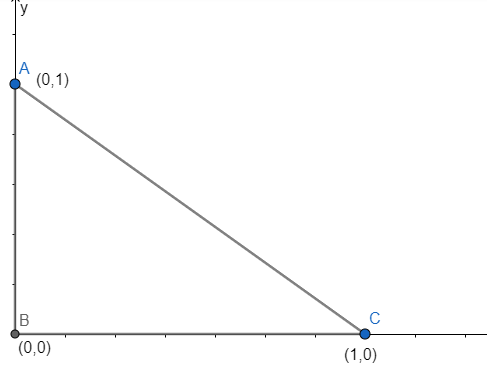 y
A (0,1)
B
(0,0)
C
(1,0)